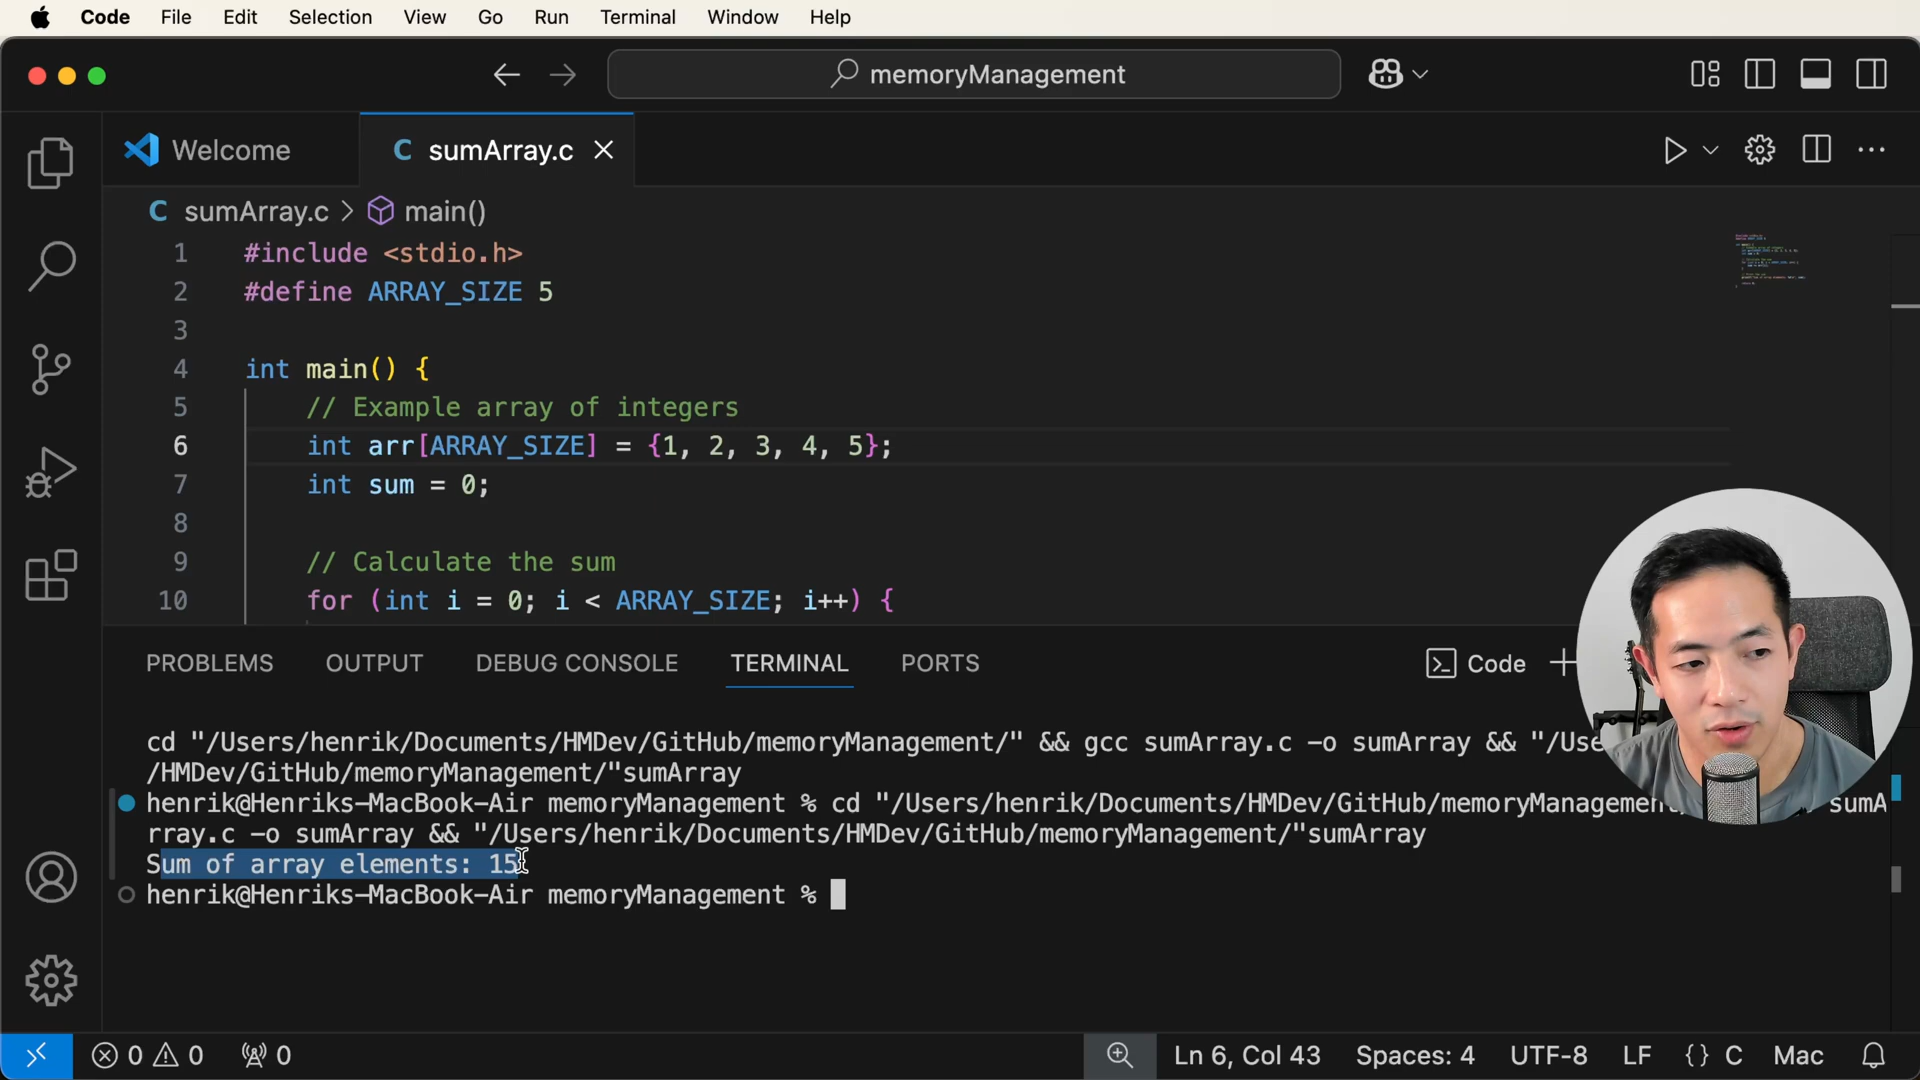 Code File Edit Selection View Go Run Terminal Window Help
memoryManagement
Welcome
sumArray.c
sumArray.c > main()
1 #include <stdio.h>
2 #define ARRAY_SIZE 5
3
4 int main() {
5 // Example array of integers
6 int arr[ARRAY_SIZE] = {1, 2, 3, 4, 5};
7 int sum = 0;
8
9 // Calculate the sum
10 for (int i = 0; i < ARRAY_SIZE; i++) {
PROBLEMS OUTPUT DEBUG CONSOLE TERMINAL PORTS
Code
cd "/Users/henrik/Documents/HMDev/GitHub/memoryManagement/" && gcc sumArray.c -o sumArray && "/Use
/HMDev/GitHub/memoryManagement/"sumArray
henrik@Henriks-MacBook-Air memoryManagement % cd "/Users/henrik/Documents/HMDev/GitHub/memoryManagemen sumA
rray.c -o sumArray && "/Users/henrik/Documents/HMDev/GitHub/memoryManagement/"sumArray
Sum of array elements: 15
henrik@Henriks-MacBook-Air memoryManagement %
0 0 0
Ln 6, Col 43 Spaces: 4 UTF-8 LF {} C Mac